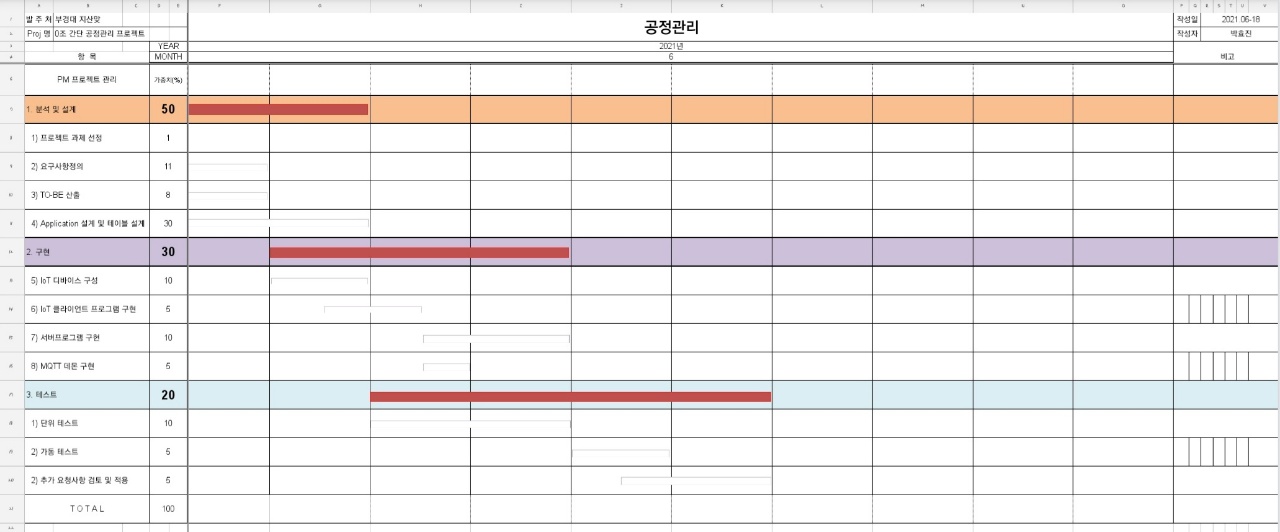 발 주 처 부경대 지산맞 공정관리 작성일 2021.06-18
Proj 명 0조 간단 공정관리 프로젝트 작성자 박효진
YEAR 2021년
항 목 MONTH 6 비고
PM 프로젝트 관리 가중치(%)
1. 분석 및 설계 50
1) 프로젝트 과제 선정 1
2) 요구사항정의 11
3) TO-BE 산출 8
4) Application 설계 및 테이블 설계 30
2. 구현 30
5) IoT 디바이스 구성 10
6) IoT 클라이언트 프로그램 구현 5
7) 서버프로그램 구현 10
8) MQTT 데몬 구현 5
3. 테스트 20
1) 단위 테스트 10
2) 가동 테스트 5
2) 추가 요청사항 검토 및 적용 5
T O T A L 100